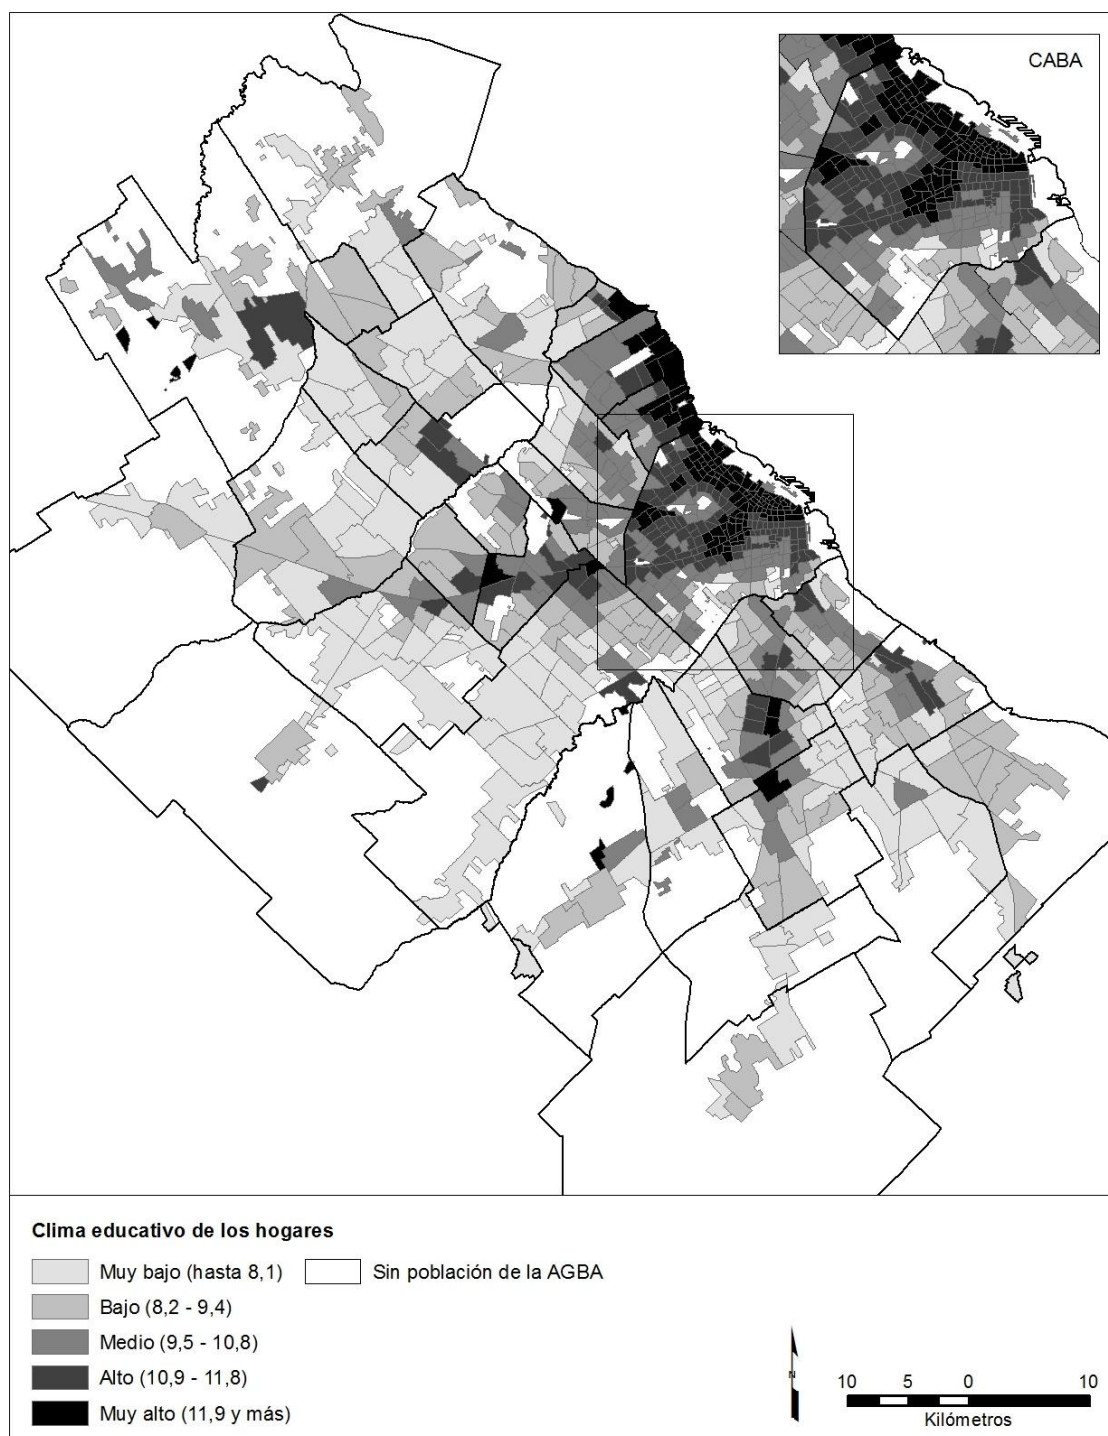 CABA
Clima educativo de los hogares
Muy bajo (hasta 8,1)
Sin población de la AGBA
Bajo (8,2 - 9,4)
Medio (9,5 - 10,8)
Alto (10,9 - 11,8)
Muy alto (11,9 y más)
N
10 5 0 10
Kilómetros